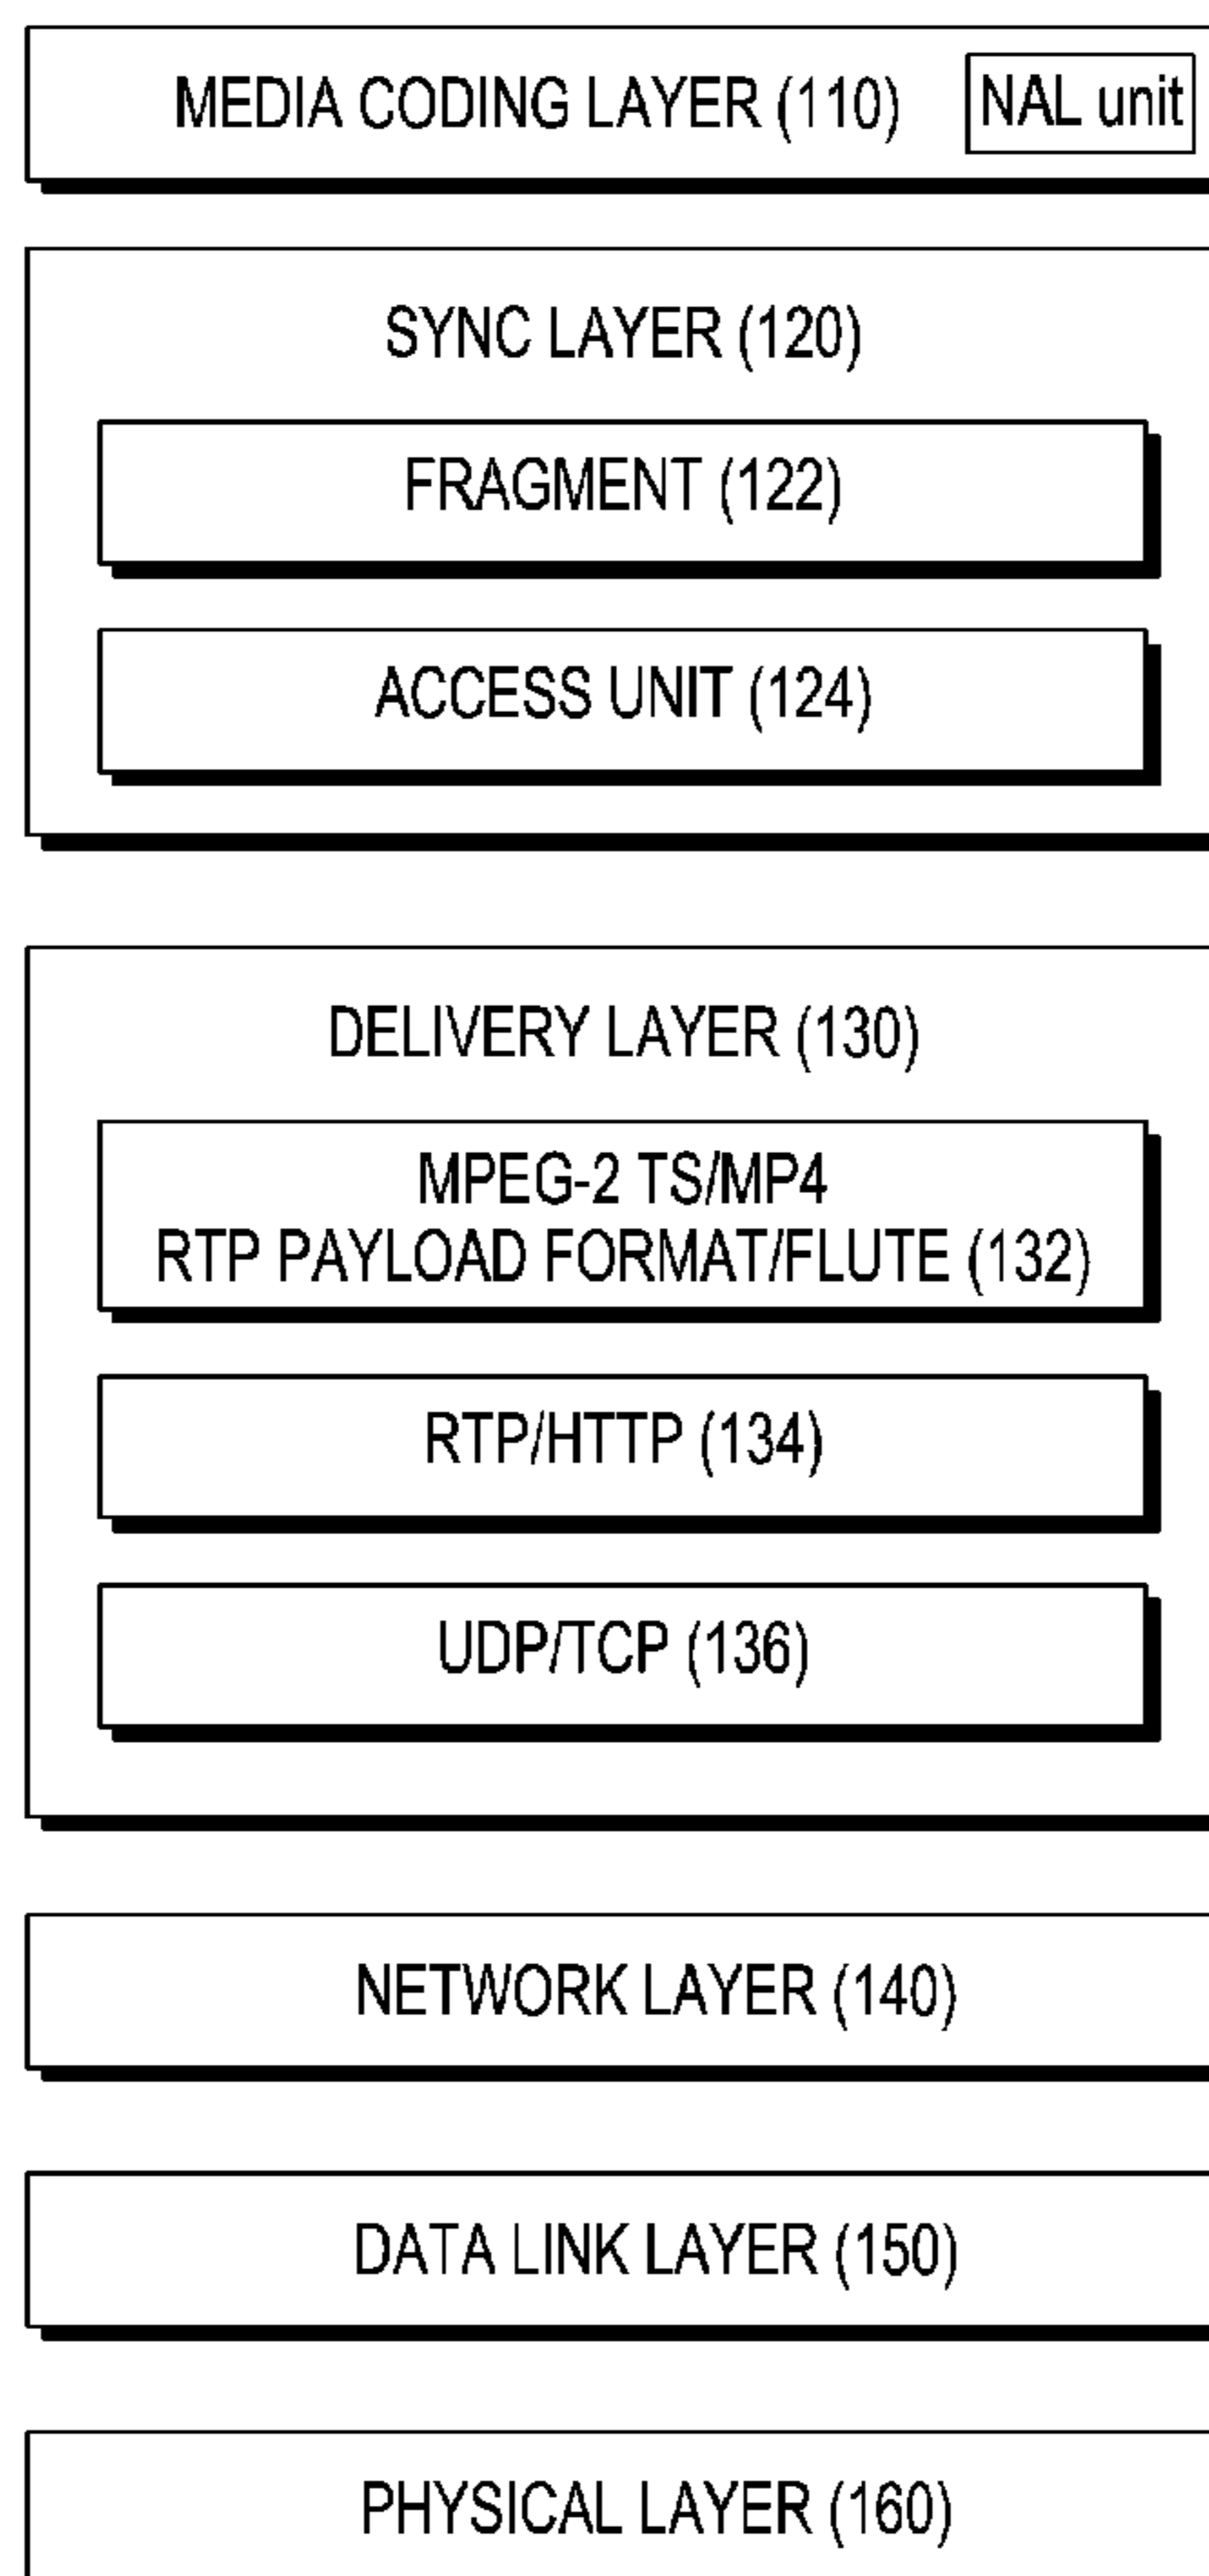 MEDIA CODING LAYER (110) NAL unit
SYNC LAYER (120)
FRAGMENT (122)
ACCESS UNIT (124)
DELIVERY LAYER (130)
MPEG-2 TS/MP4
RTP PAYLOAD FORMAT/FLUTE (132)
RTP/HTTP (134)
UDP/TCP (136)
NETWORK LAYER (140)
DATA LINK LAYER (150)
PHYSICAL LAYER (160)